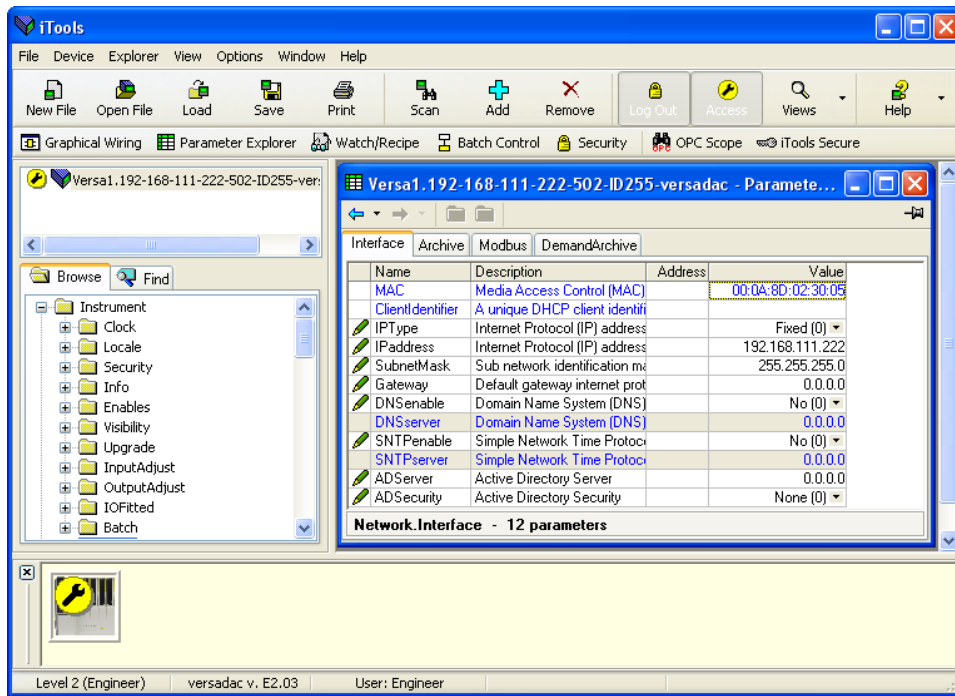 iTools
File Device Explorer View Options Window Help
New File Open File Load Save Print Scan Add Remove Log Out Access Views Help
Graphical Wiring Parameter Explorer Watch/Recipe Batch Control Security OPC Scope iTools Secure
Versa1.192-168-111-222-502-ID255-ver
Browse Find
Instrument
Clock
Locale
Security
Info
Enables
Visibility
Upgrade
InputAdjust
OutputAdjust
IOFitted
Batch
Versa1.192-168-111-222-502-ID255-versadac - Paramete...
Interface Archive Modbus DemandArchive
Name Description Address Value
MAC Media Access Control (MAC) 00:0A:8D:02:30:05
ClientIdentifier A unique DHCP client identifi
IPType Internet Protocol (IP) address Fixed (0)
IPaddress Internet Protocol (IP) address 192.168.111.222
SubnetMask Sub network identification ma 255.255.255.0
Gateway Default gateway internet prot 0.0.0.0
DNSenable Domain Name System (DNS) No (0)
DNSserver Domain Name System (DNS) 0.0.0.0
SNTPenable Simple Network Time Protoc No (0)
SNTPserver Simple Network Time Protoc 0.0.0.0
ADServer Active Directory Server 0.0.0.0
ADSecurity Active Directory Security None (0)
Network.Interface - 12 parameters
Level 2 (Engineer) versadac v. E2.03 User: Engineer